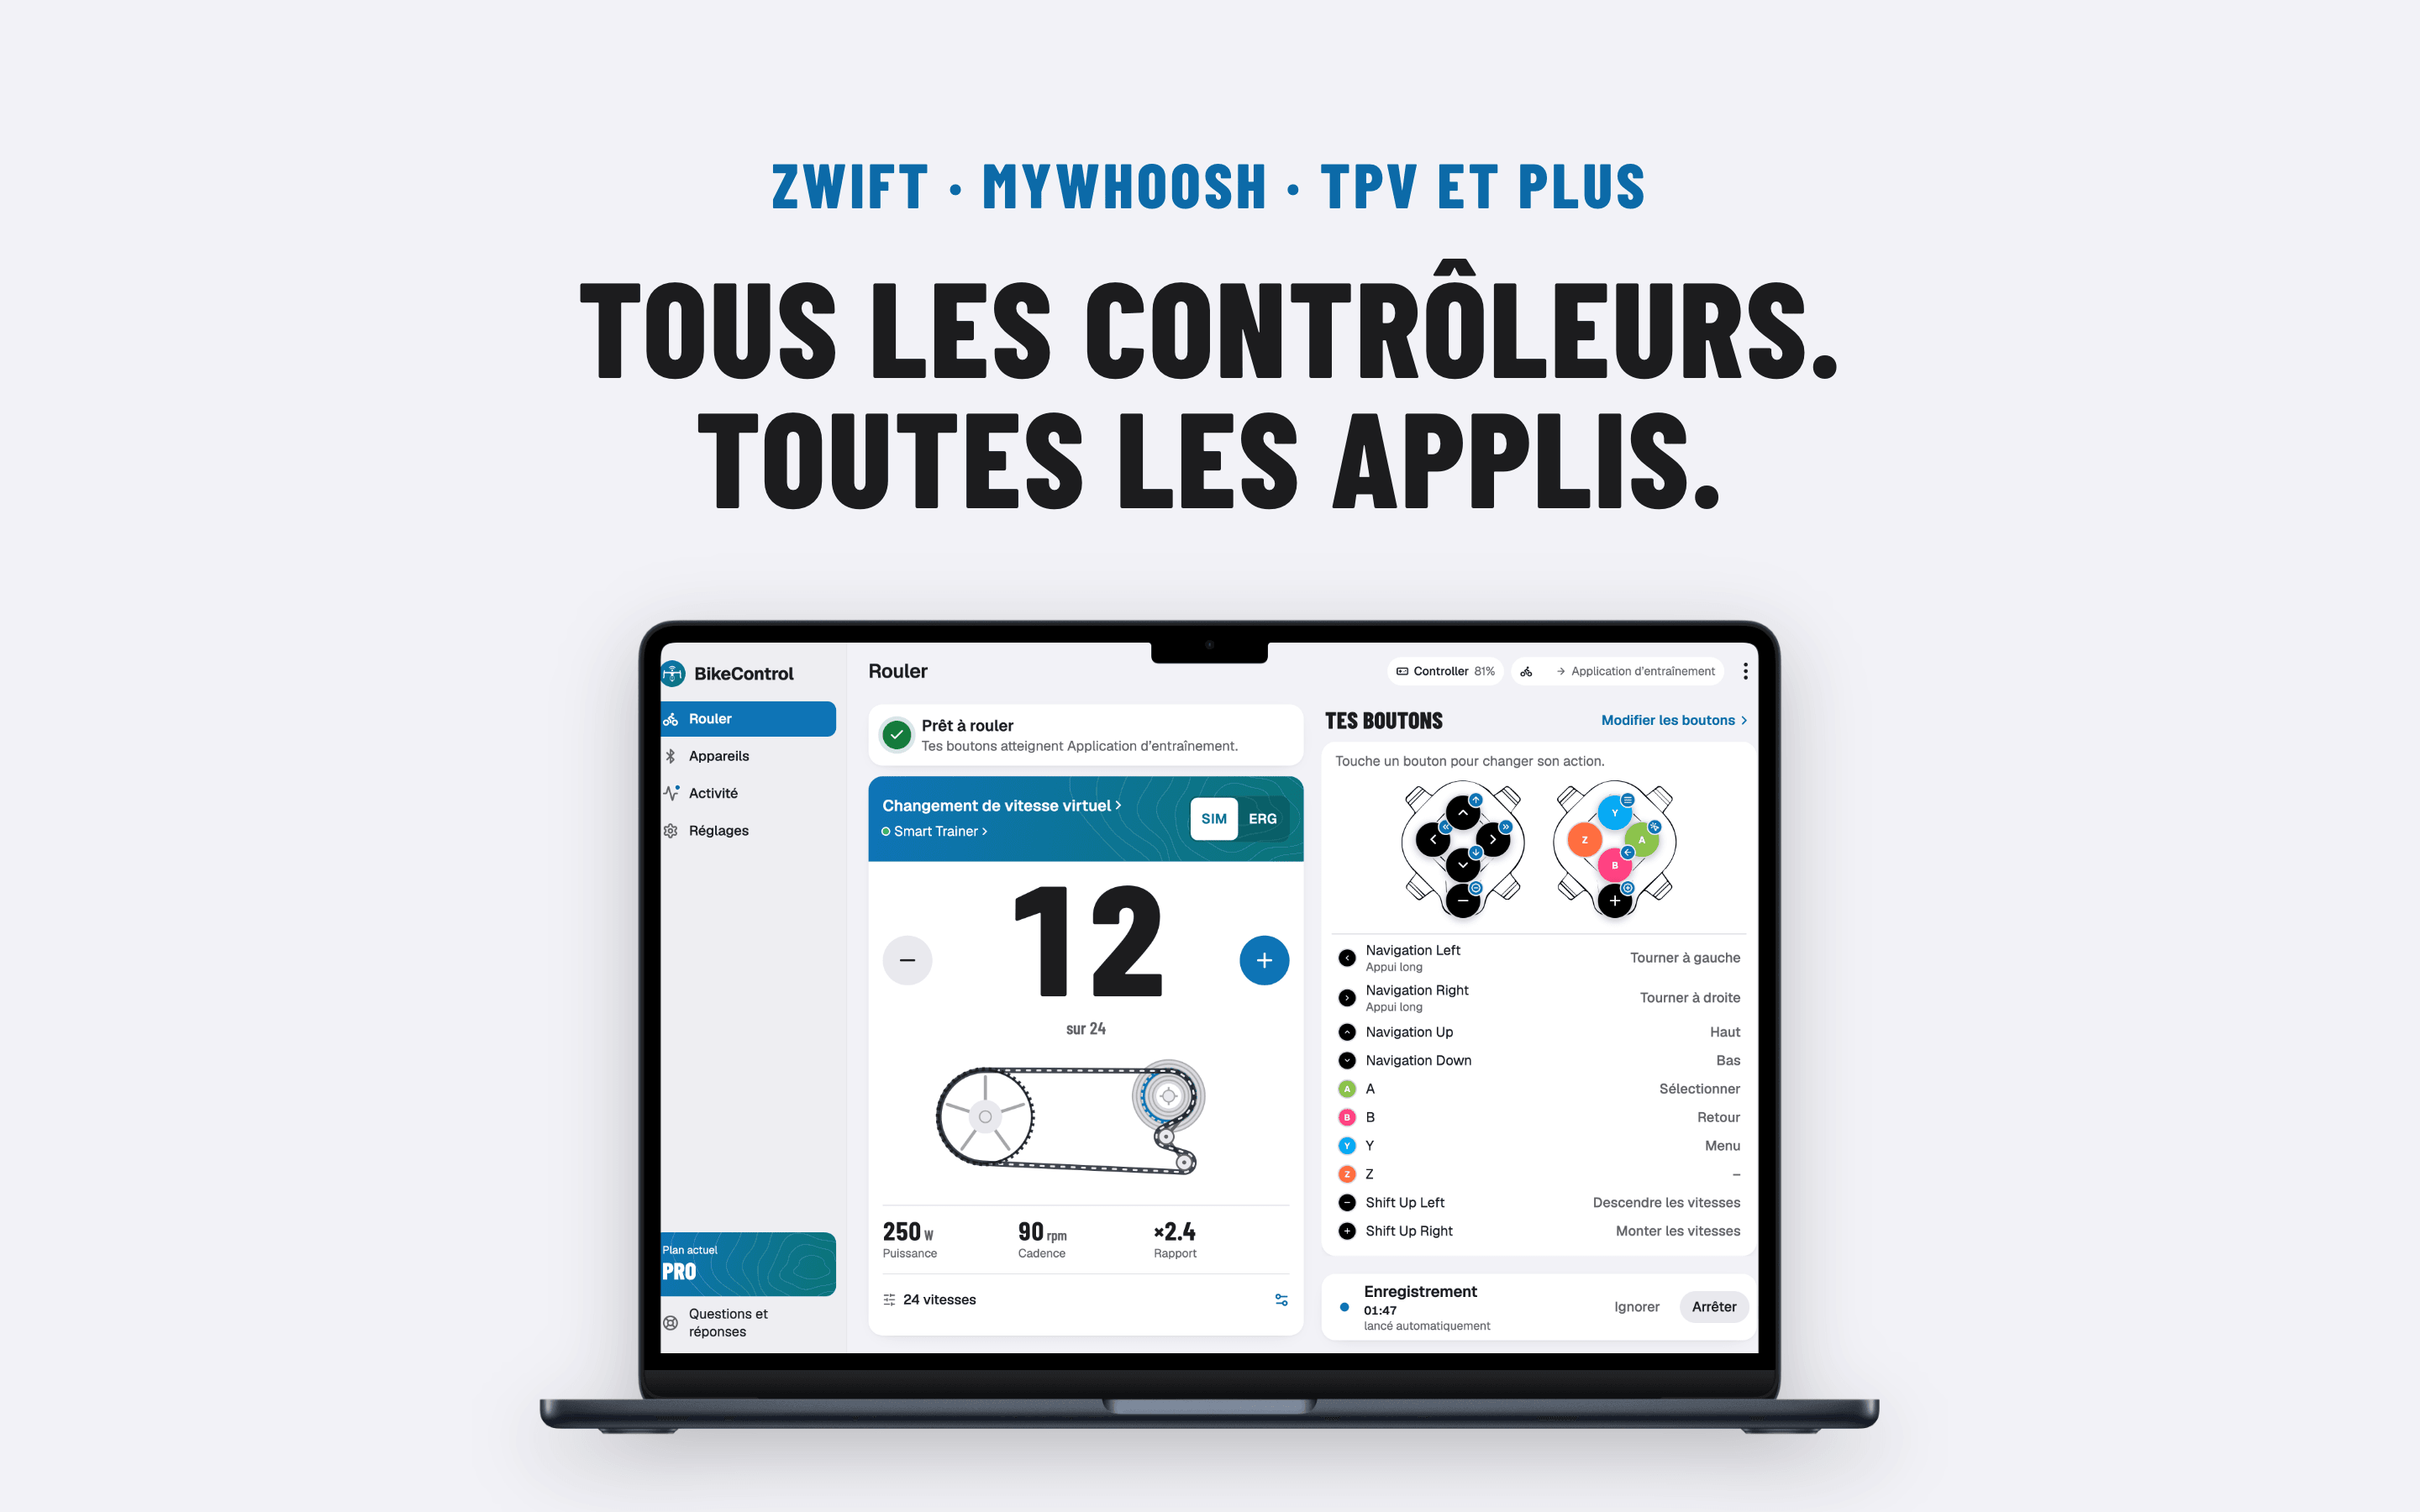 ZWIFT · MYWHOOSH · TPV ET PLUS
TOUS LES CONTRÔLEURS.
TOUTES LES APPLIS.
BikeControl
Rouler
Appareils
Activité
Réglages
Plan actuel
PRO
Questions et
réponses
Rouler
Controller 81%
→ Application d'entraînement
Prêt à rouler
Tes boutons atteignent Application d'entraînement.
Changement de vitesse virtuel
Smart Trainer
SIM
ERG
12
sur 24
250 W
Puissance
90 rpm
Cadence
×2.4
Rapport
24 vitesses
TES BOUTONS
Modifier les boutons
Touche un bouton pour changer son action.
Y
Z
A
B
Navigation Left
Appui long
Tourner à gauche
Navigation Right
Appui long
Tourner à droite
Navigation Up
Haut
Navigation Down
Bas
A A
Sélectionner
B B
Retour
Y Y
Menu
Z Z
–
Shift Up Left
Descendre les vitesses
Shift Up Right
Monter les vitesses
Enregistrement
01:47
lancé automatiquement
Ignorer
Arrêter